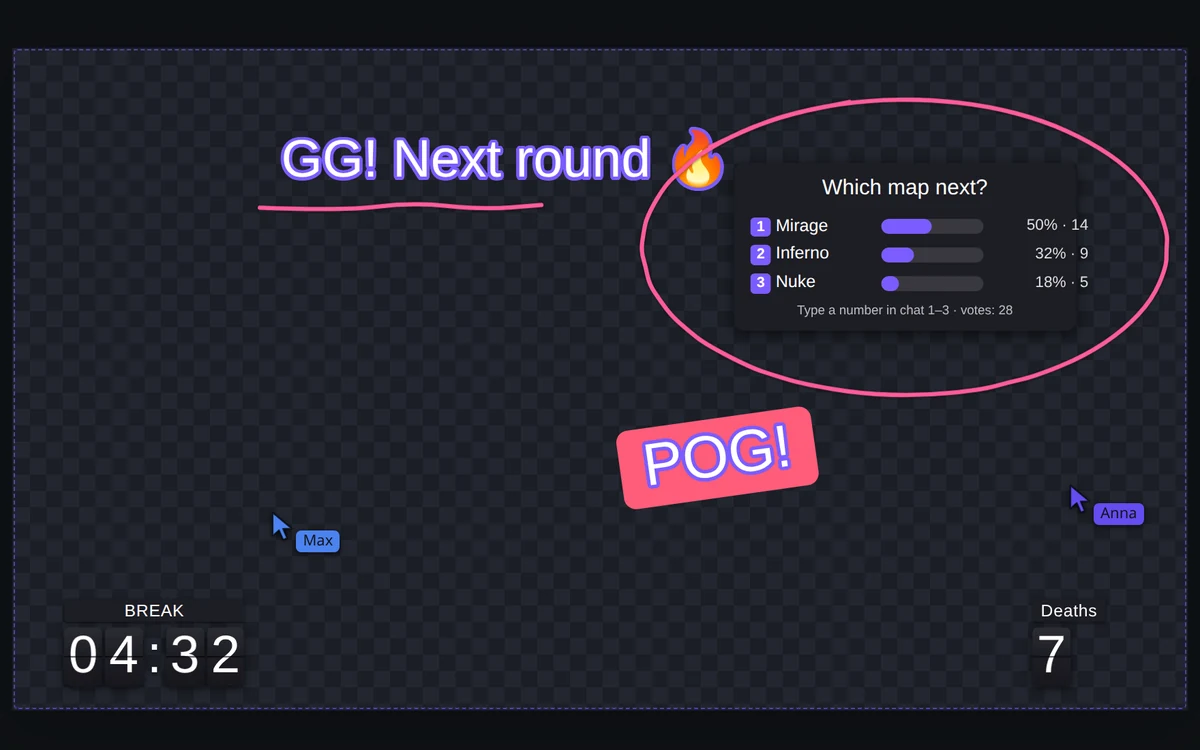 GG! Next round 🔥
Which map next?
1 Mirage 50% · 14
2 Inferno 32% · 9
3 Nuke 18% · 5
Type a number in chat 1–3 · votes: 28
POG!
Max
Anna
BREAK
04:32
Deaths
7